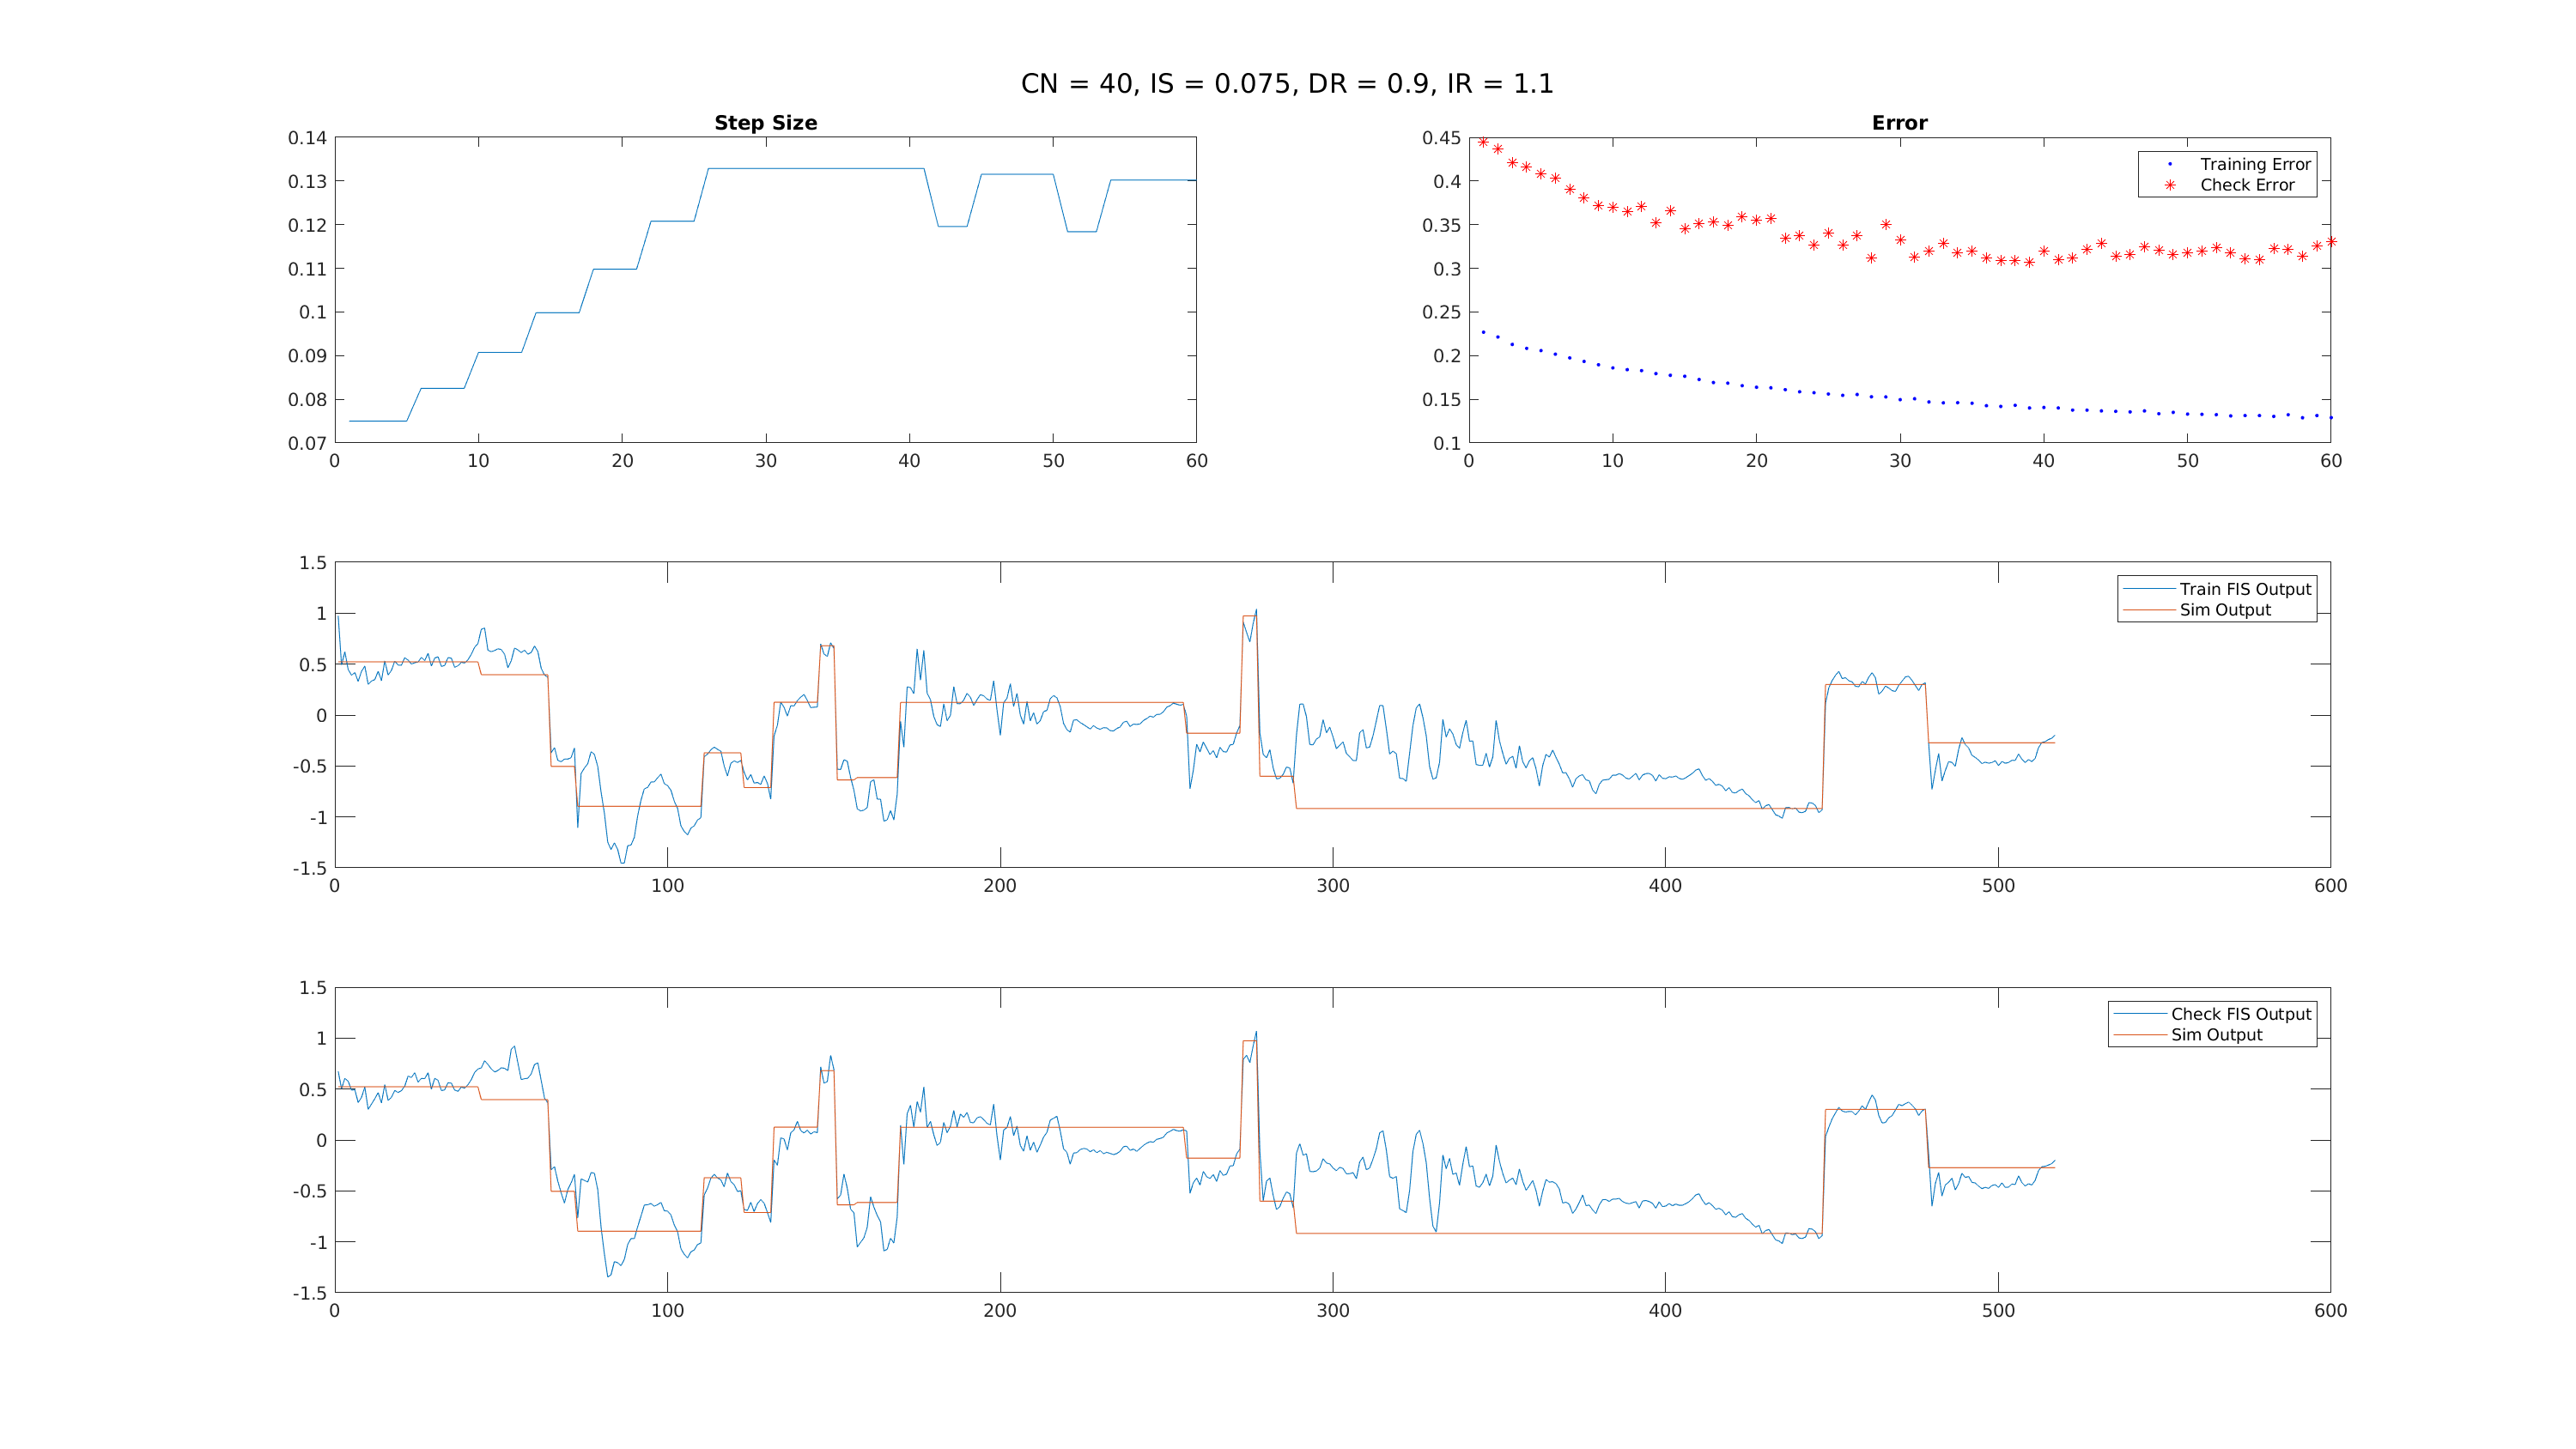 CN = 40, IS = 0.075, DR = 0.9, IR = 1.1
Step Size
0.14
0.13
0.12
0.11
0.1
0.09
0.08
0.07
0 10 20 30 40 50 60
Error
0.45
0.4
0.35
0.3
0.25
0.2
0.15
0.1
0 10 20 30 40 50 60
Training Error
Check Error
1.5
1
0.5
0
-0.5
-1
-1.5
0 100 200 300 400 500 600
Train FIS Output
Sim Output
1.5
1
0.5
0
-0.5
-1
-1.5
0 100 200 300 400 500 600
Check FIS Output
Sim Output